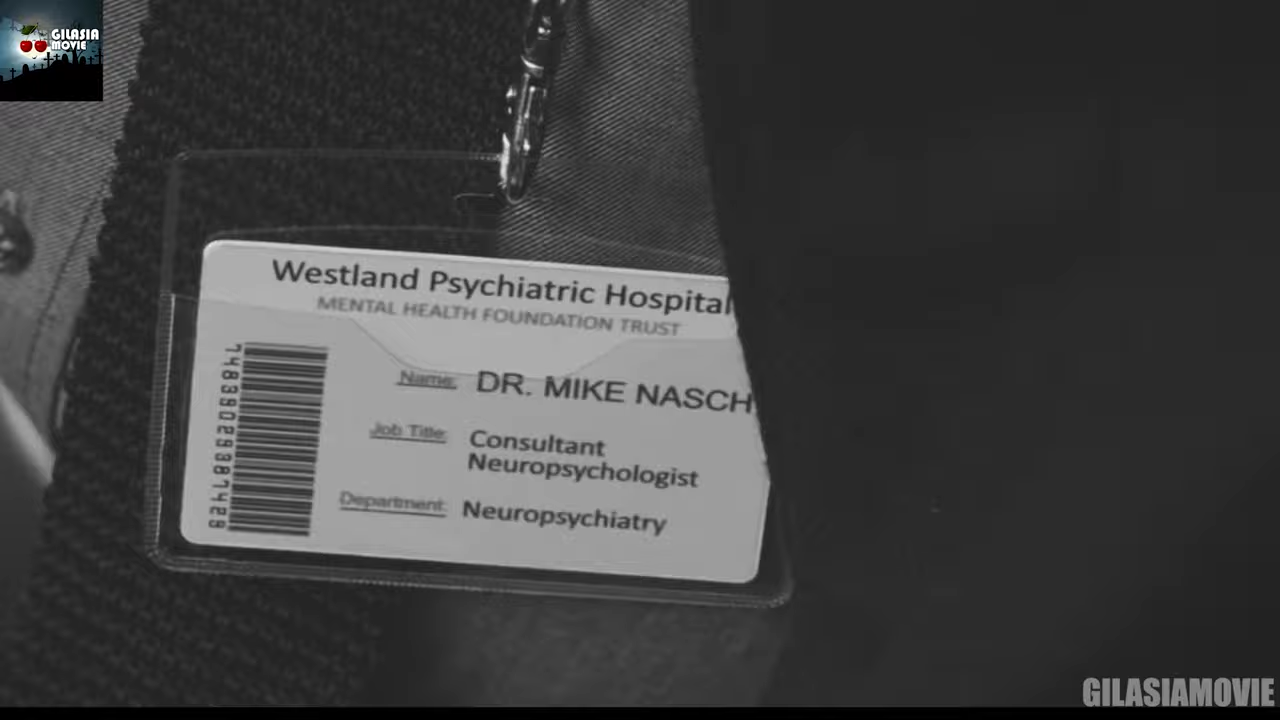 GILASIA
MOVIE
Westland Psychiatric Hospital
MENTAL HEALTH FOUNDATION TRUST
Name: DR. MIKE NASCH
Job Title: Consultant
Neuropsychologist
Department: Neuropsychiatry
GILASIAMOVIE